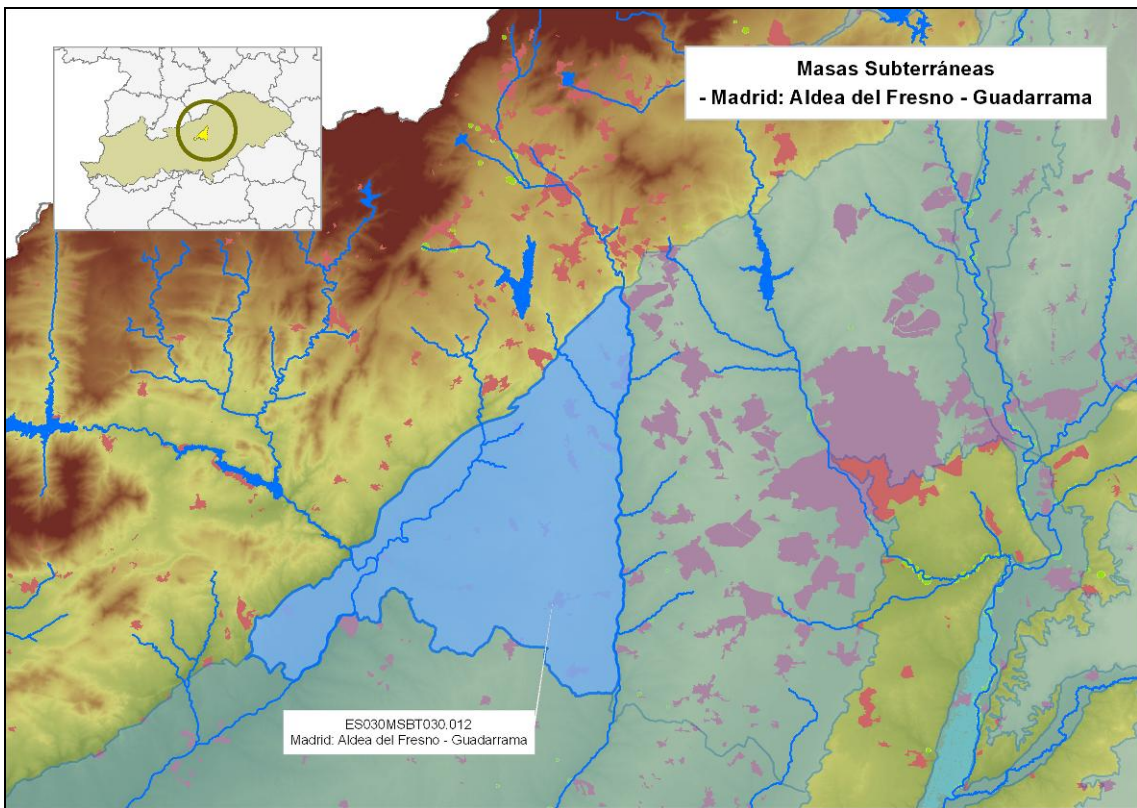 Masas Subterráneas
- Madrid: Aldea del Fresno - Guadarrama
ES030MSBT030.012
Madrid: Aldea del Fresno - Guadarrama